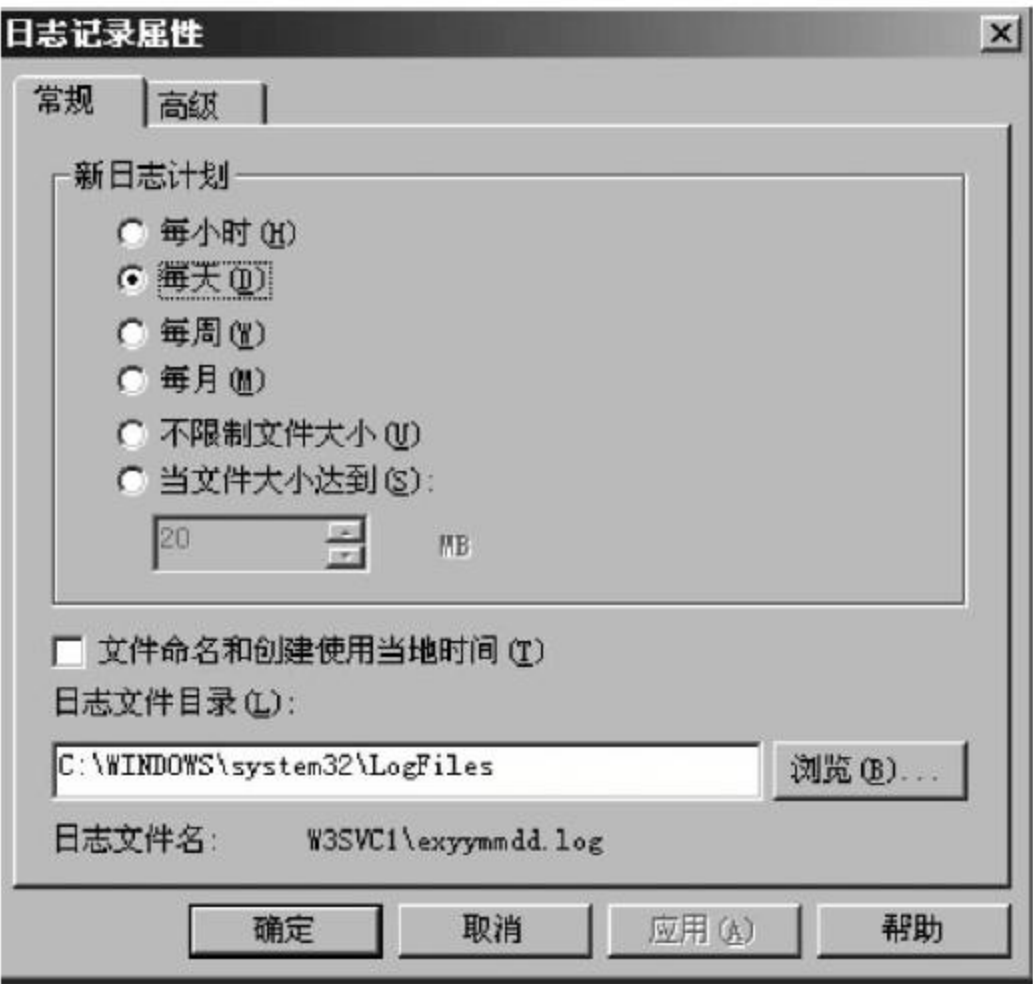 日志记录属性
常规 高级
新日志计划
每小时(H)
每天(D)
每周(W)
每月(M)
不限制文件大小(U)
当文件大小达到(S):
20 MB
文件命名和创建使用当地时间(T)
日志文件目录(L):
C:\WINDOWS\system32\LogFiles 浏览(B)...
日志文件名: W3SVC1\exyymmdd.log
确定 取消 应用(A) 帮助